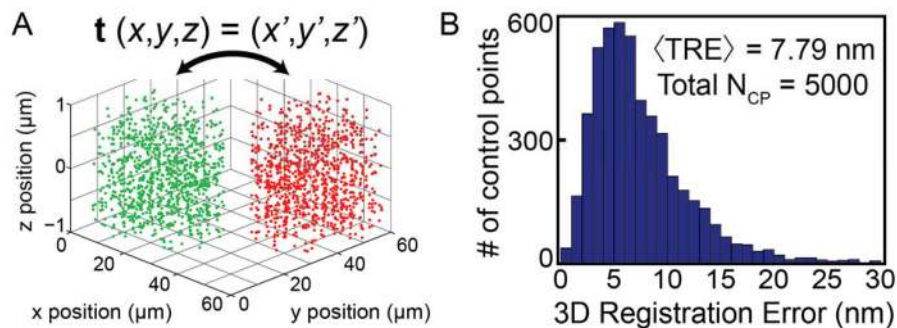 A
t (x,y,z) = (x',y',z')
z position (µm)
1
0
−1
0
20
40
60
x position (µm)
0
20
40
60
y position (µm)
B
# of control points
600
300
0
⟨TRE⟩ = 7.79 nm
Total N_CP = 5000
0 5 10 15 20 25 30
3D Registration Error (nm)